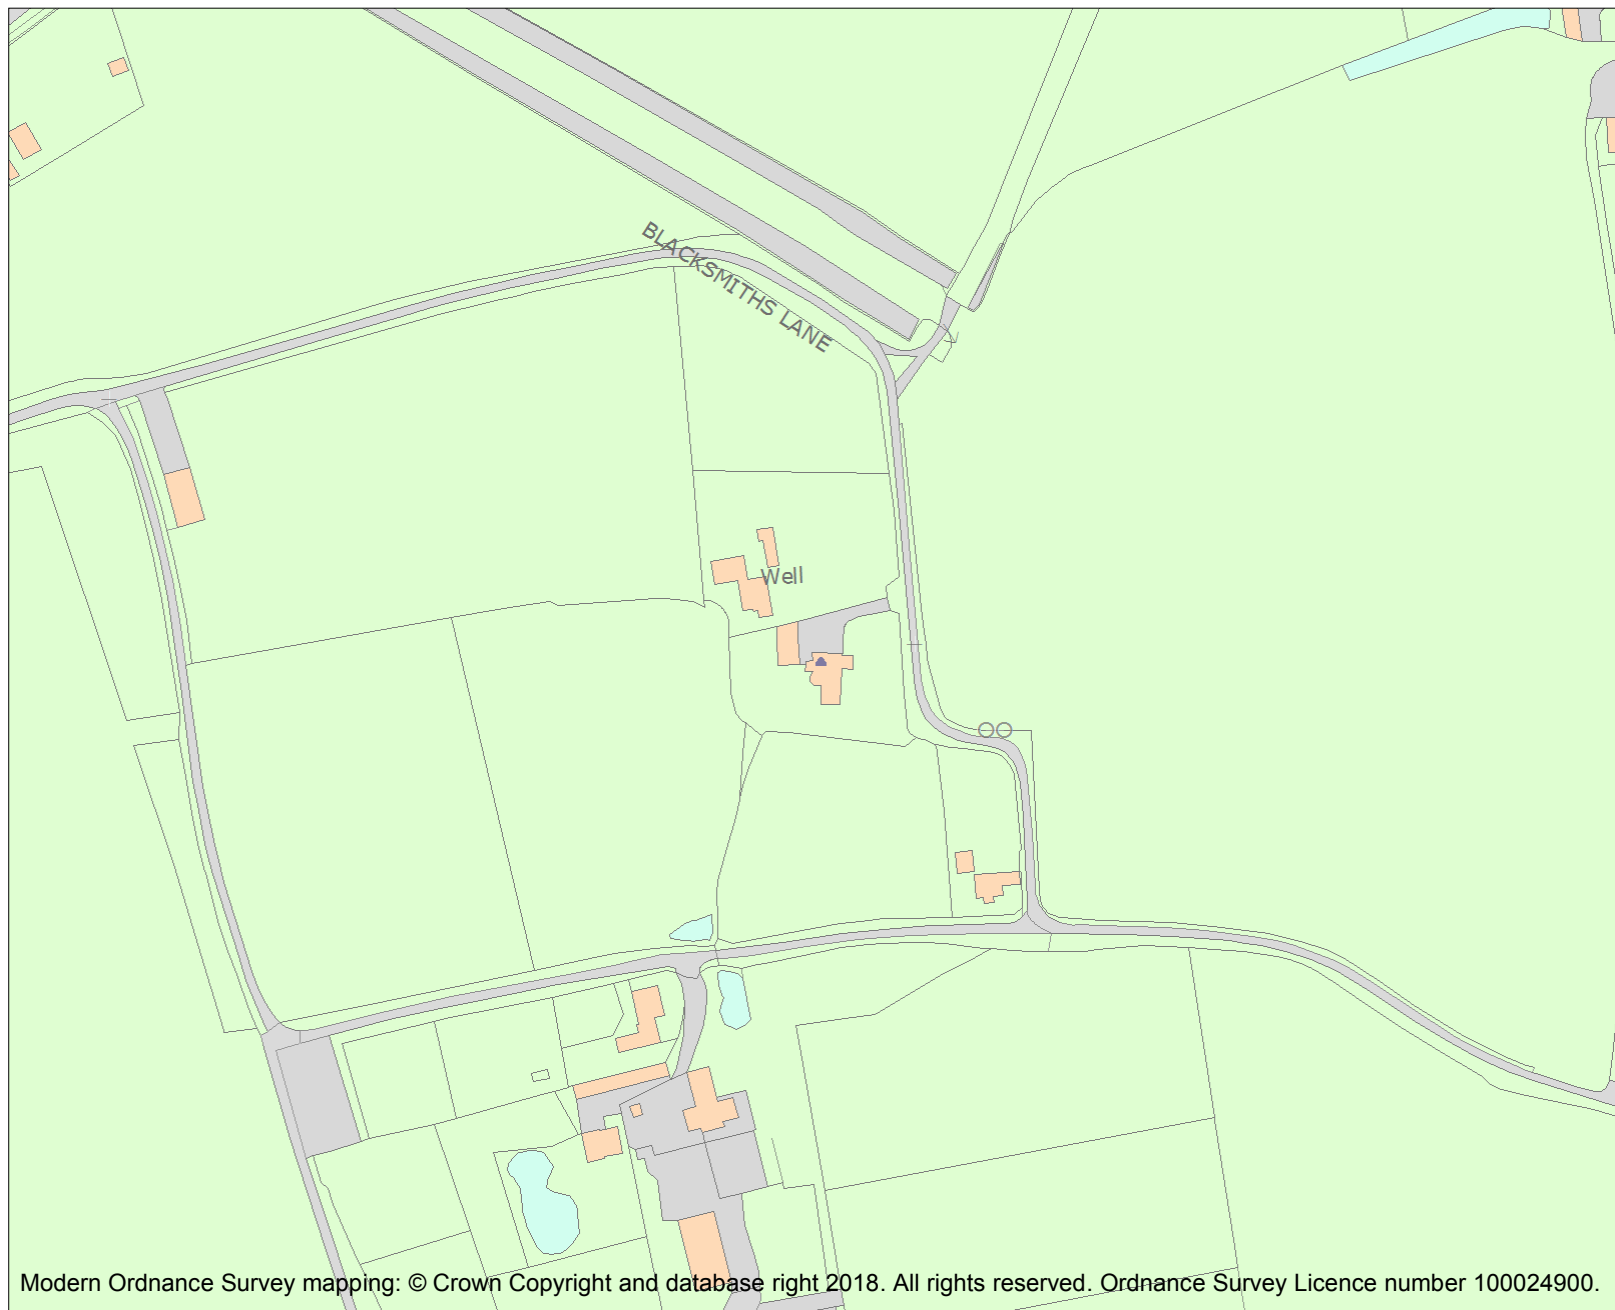 BLACKSMITHS LANE
Well
Modern Ordnance Survey mapping: © Crown Copyright and database right 2018. All rights reserved. Ordnance Survey Licence number 100024900.